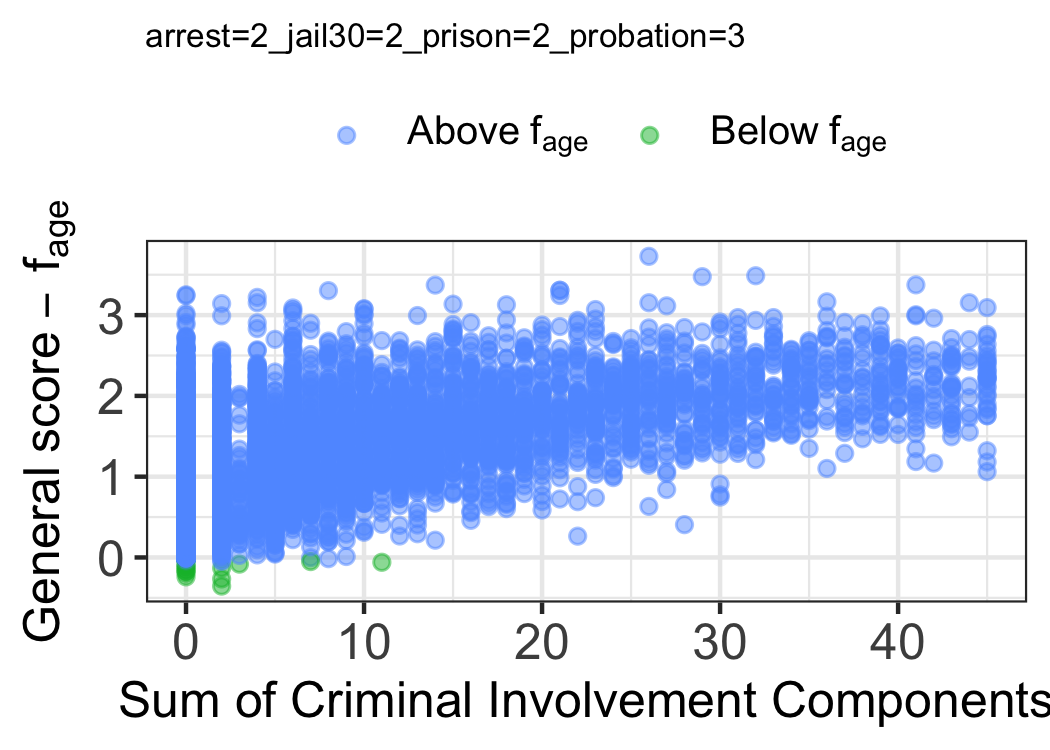 arrest=2_jail30=2_prison=2_probation=3
Above fage
Below fage
General score − fage
3
2
1
0
0
10
20
30
40
Sum of Criminal Involvement Components